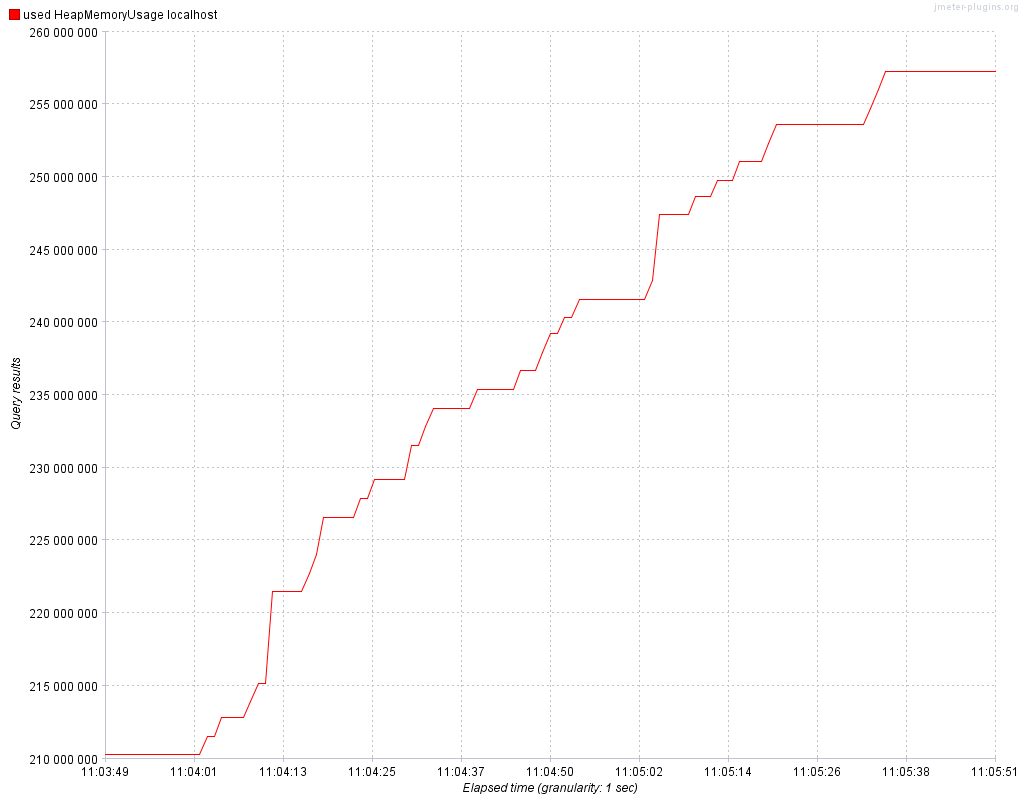 jmeter-plugins.org
used HeapMemoryUsage localhost
260 000 000
255 000 000
250 000 000
245 000 000
240 000 000
235 000 000
230 000 000
225 000 000
220 000 000
215 000 000
210 000 000
Query results
11:03:49 11:04:01 11:04:13 11:04:25 11:04:37 11:04:50 11:05:02 11:05:14 11:05:26 11:05:38 11:05:51
Elapsed time (granularity: 1 sec)